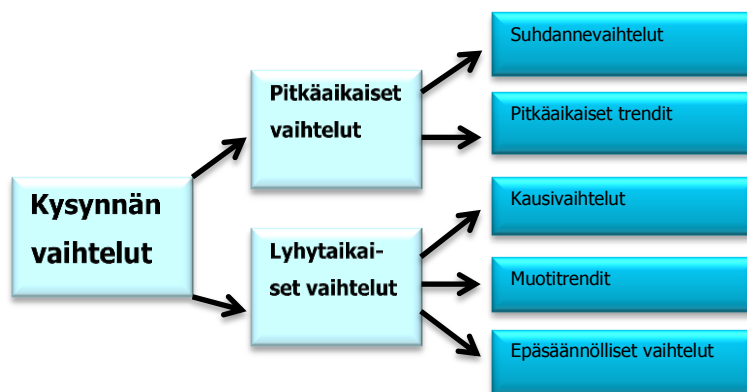 Kysynnän
vaihtelut
Pitkäaikaiset
vaihtelut
Suhdannevaihtelut
Pitkäaikaiset trendit
Lyhytaikai-
set vaihtelut
Kausivaihtelut
Muotitrendit
Epäsäännölliset vaihtelut